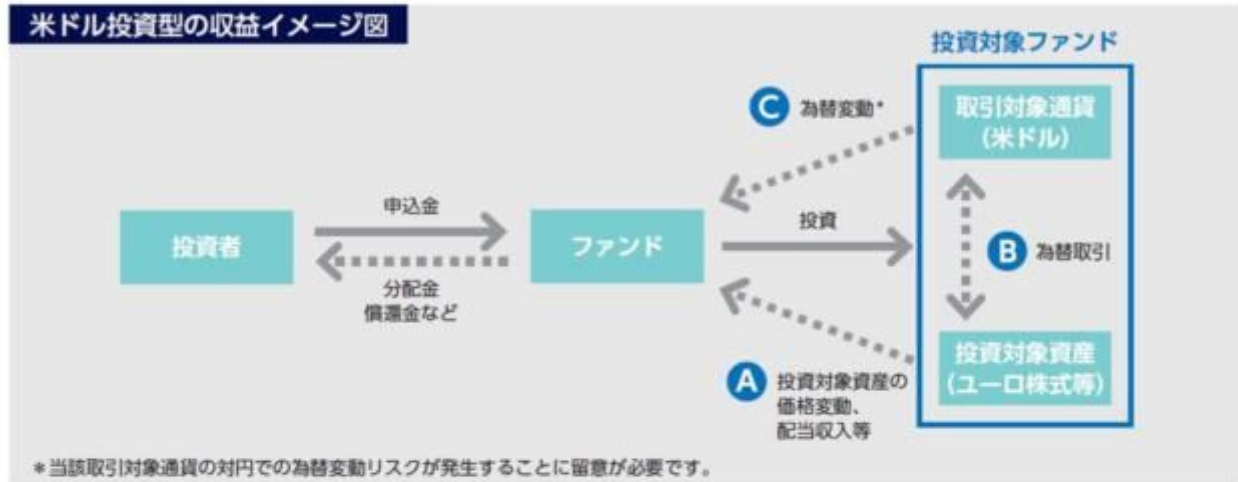 米ドル投資型の収益イメージ図
投資対象ファンド
C 為替変動*
取引対象通貨
(米ドル)
投資者
申込金
分配金
償還金など
ファンド
投資
B 為替取引
A 投資対象資産の
価格変動、
配当収入等
投資対象資産
(ユーロ株式等)
*当該取引対象通貨の対円での為替変動リスクが発生することに留意が必要です。